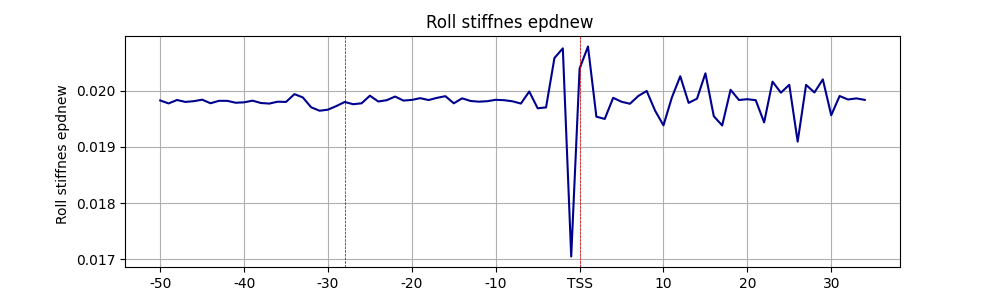 Roll stiffnes epdnew
Roll stiffnes epdnew
0.020
0.019
0.018
0.017
-50 -40 -30 -20 -10 TSS 10 20 30